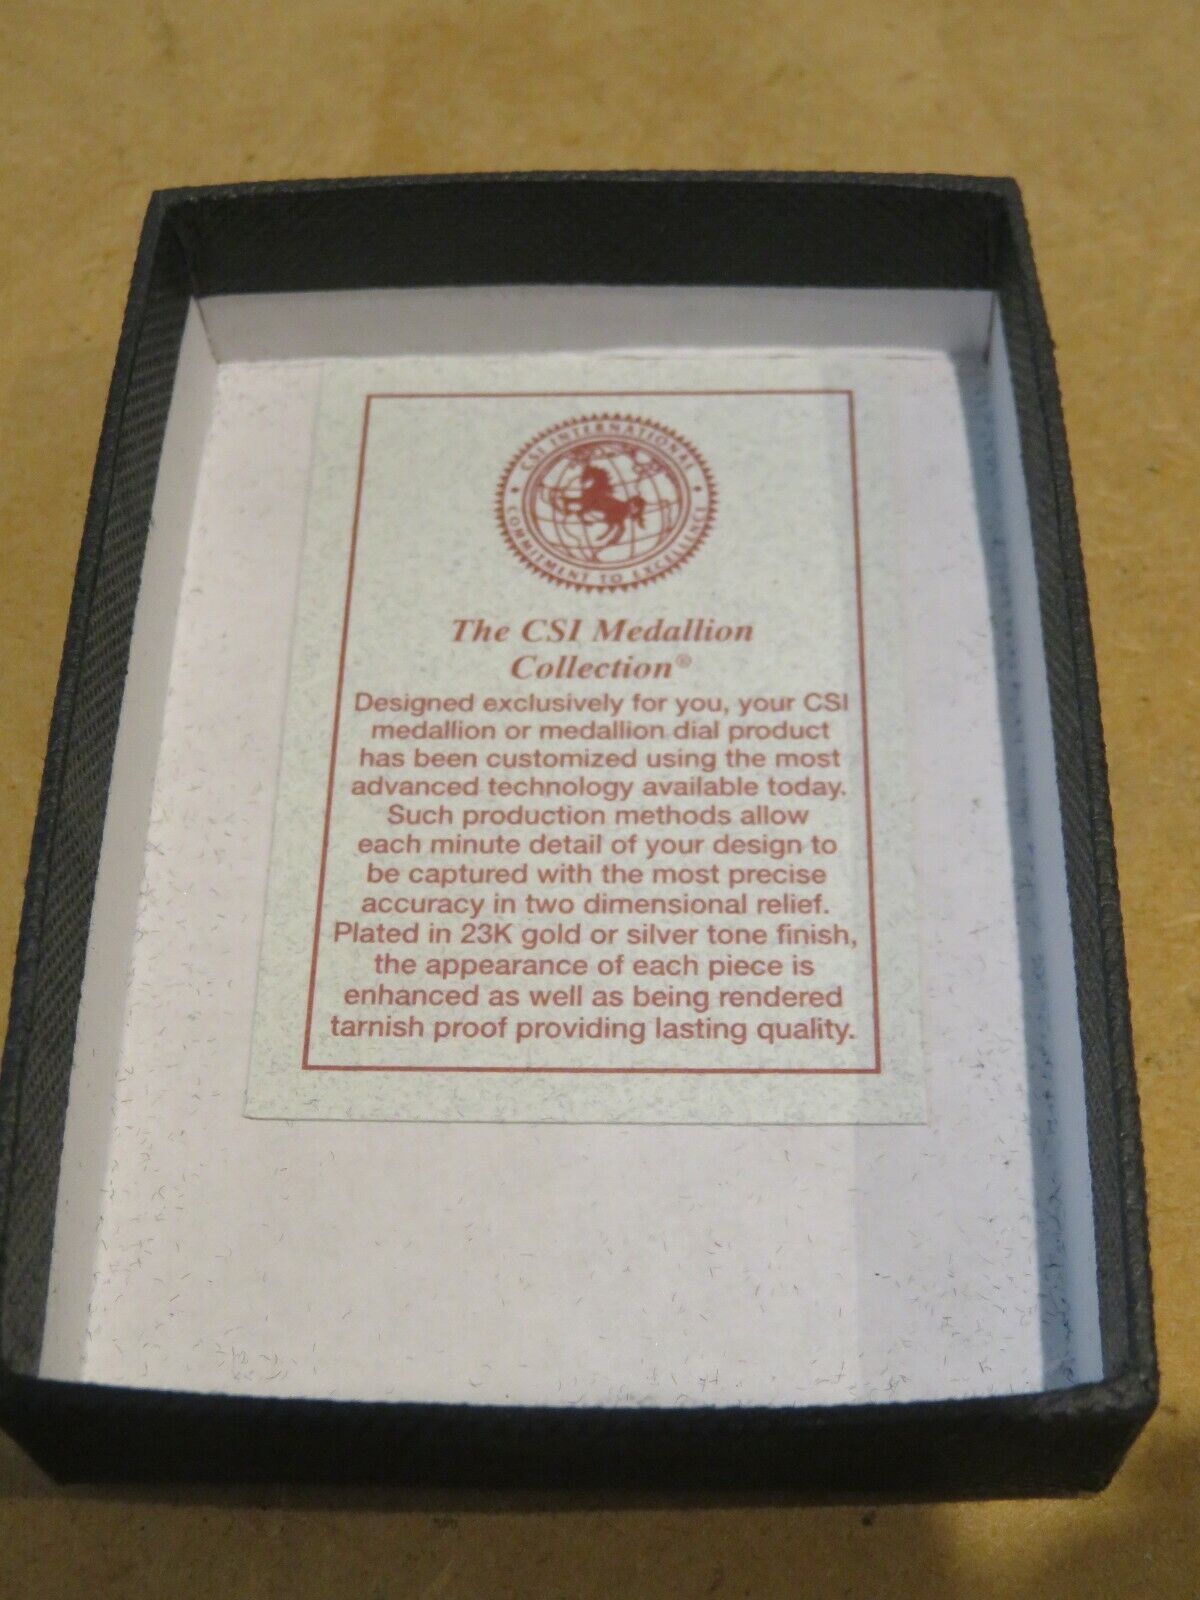 CSI INTERNATIONAL
COMMITMENT TO EXCELLENCE
The CSI Medallion
Collection®
Designed exclusively for you, your CSI
medallion or medallion dial product
has been customized using the most
advanced technology available today.
Such production methods allow
each minute detail of your design to
be captured with the most precise
accuracy in two dimensional relief.
Plated in 23K gold or silver tone finish,
the appearance of each piece is
enhanced as well as being rendered
tarnish proof providing lasting quality.